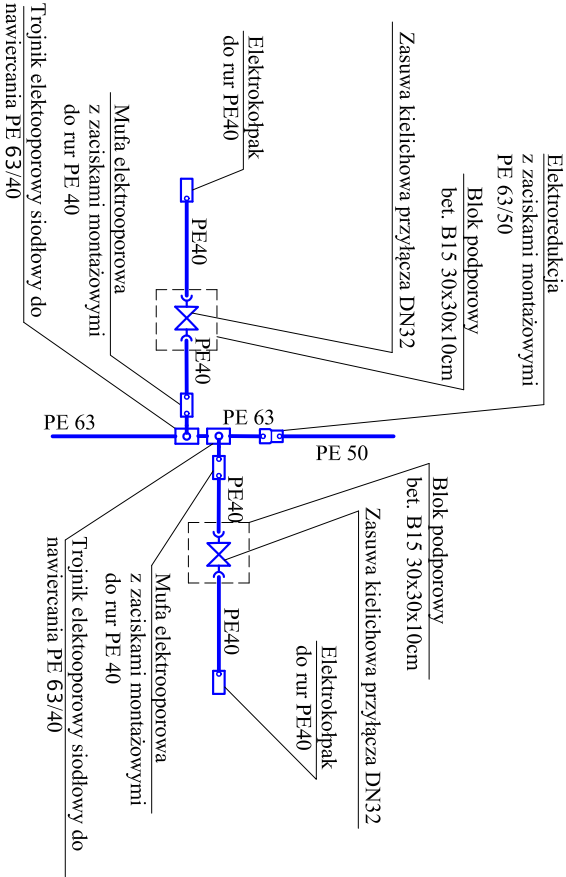 Elektroredukcja
z zaciskami montażowymi
PE 63/50
Blok podporowy
bet. B15 30x30x10cm
Zasuwa kielichowa przyłącza DN32
Elektrokołpak
do rur PE40
Mufa elektrooporowa
z zaciskami montażowymi
do rur PE 40
Trojnik elektooporowy siodłowy do
nawiercania PE 63/40
PE40
PE40
PE 63
PE 63
PE 50
PE40
PE40
Blok podporowy
bet. B15 30x30x10cm
Zasuwa kielichowa przyłącza DN32
Elektrokołpak
do rur PE40
Mufa elektrooporowa
z zaciskami montażowymi
do rur PE 40
Trojnik elektooporowy siodłowy do
nawiercania PE 63/40